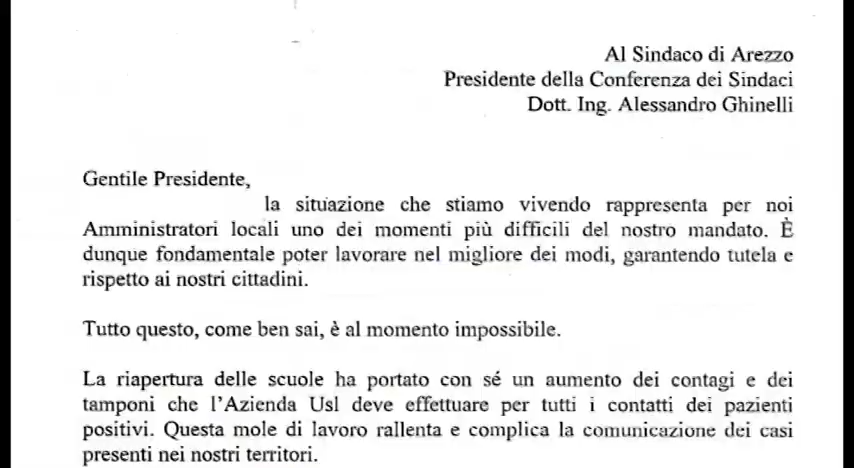 Al Sindaco di Arezzo
Presidente della Conferenza dei Sindaci
Dott. Ing. Alessandro Ghinelli
Gentile Presidente,
la situazione che stiamo vivendo rappresenta per noi
Amministratori locali uno dei momenti più difficili del nostro mandato. È
dunque fondamentale poter lavorare nel migliore dei modi, garantendo tutela e
rispetto ai nostri cittadini.
Tutto questo, come ben sai, è al momento impossibile.
La riapertura delle scuole ha portato con sé un aumento dei contagi e dei
tamponi che l'Azienda Usl deve effettuare per tutti i contatti dei pazienti
positivi. Questa mole di lavoro rallenta e complica la comunicazione dei casi
presenti nei nostri territori.